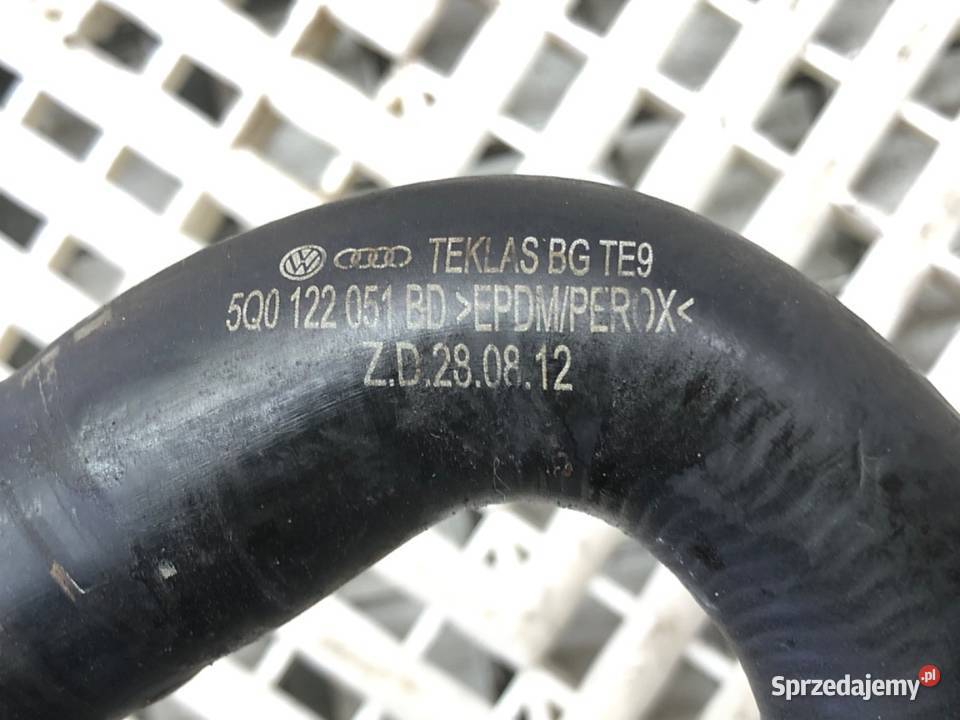 TEKLAS BG TE9
5Q0 122 051 BD >EPDM/PEROX<
Z.D.28.08.12
Sprzedajemy.pl